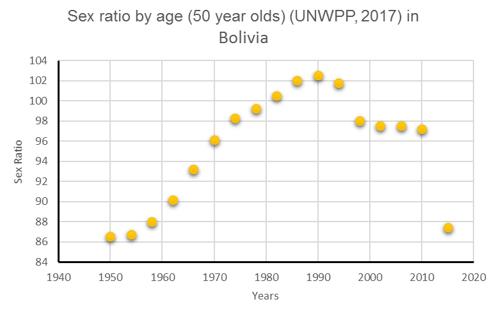 Sex ratio by age (50 year olds) (UNWPP, 2017) in
Bolivia
104
102
100
98
96
94
92
90
88
86
84
Sex Ratio
1940 1950 1960 1970 1980 1990 2000 2010 2020
Years